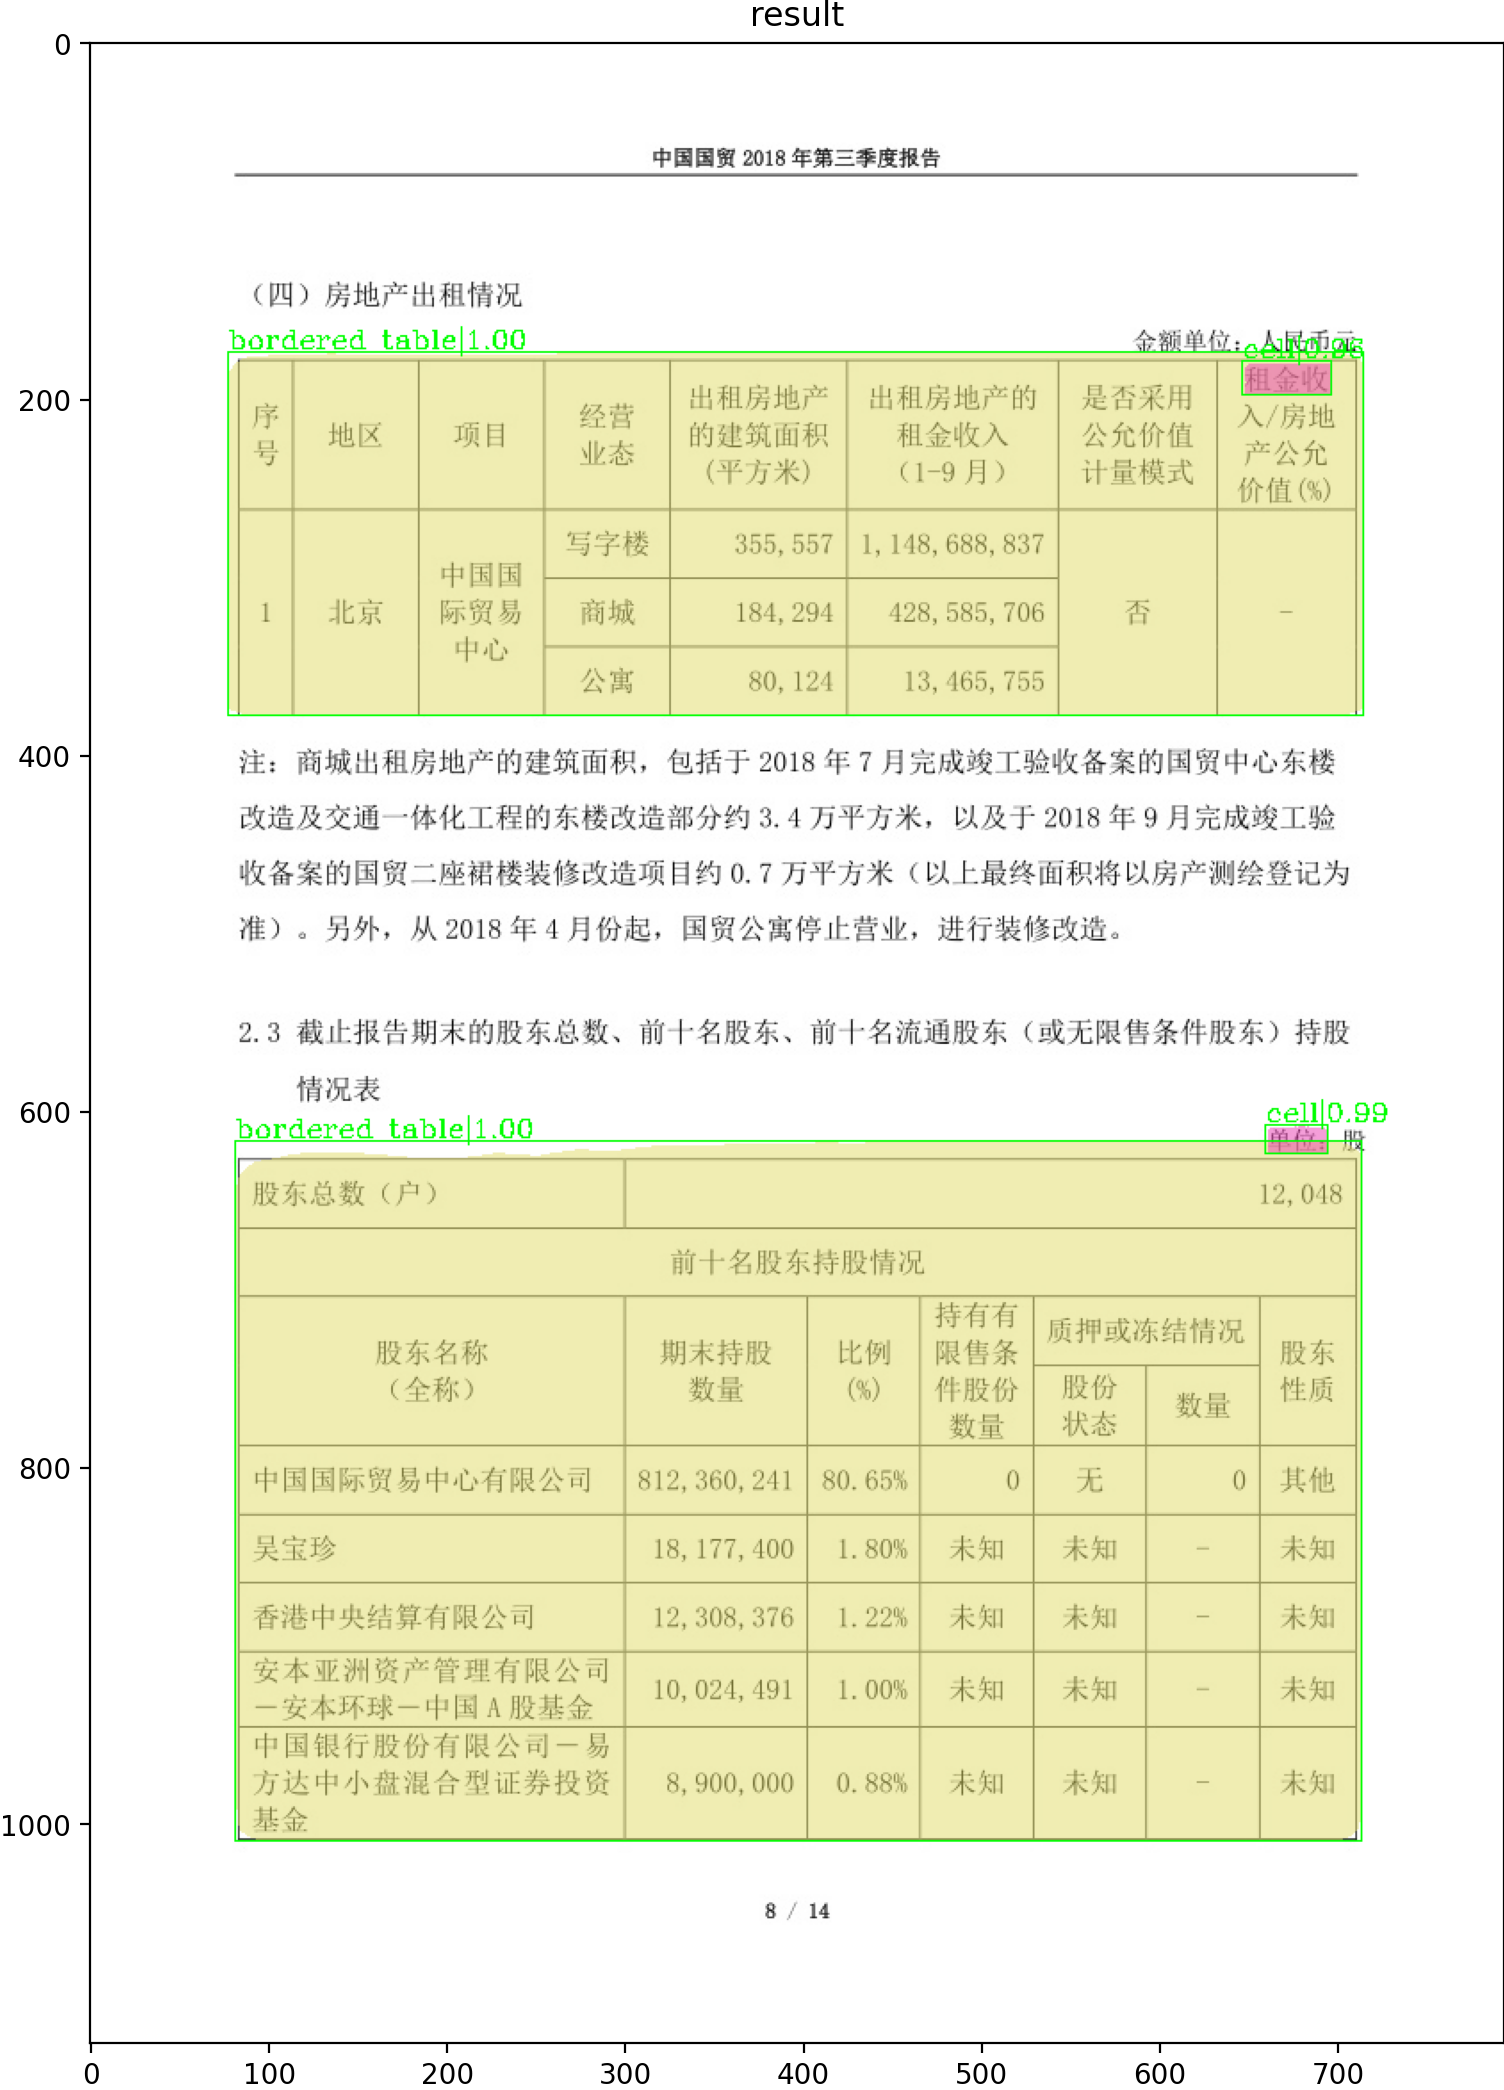 result
0
200
400
600
800
1000
0 100 200 300 400 500 600 700
中国国贸 2018 年第三季度报告
（四）房地产出租情况
金额单位：人民币元
bordered_table|1.00
序号 地区 项目 经营业态 出租房地产的建筑面积(平方米) 出租房地产的租金收入（1-9 月） 是否采用公允价值计量模式 租金收入/房地产公允价值(%)
1 北京 中国国际贸易中心 写字楼 355,557 1,148,688,837 否 -
商城 184,294 428,585,706
公寓 80,124 13,465,755
注：商城出租房地产的建筑面积，包括于 2018 年 7 月完成竣工验收备案的国贸中心东楼
改造及交通一体化工程的东楼改造部分约 3.4 万平方米，以及于 2018 年 9 月完成竣工验
收备案的国贸二座裙楼装修改造项目约 0.7 万平方米（以上最终面积将以房产测绘登记为
准）。另外，从 2018 年 4 月份起，国贸公寓停止营业，进行装修改造。
2.3 截止报告期末的股东总数、前十名股东、前十名流通股东（或无限售条件股东）持股
情况表
cell|0.99
bordered_table|1.00
单位：股
股东总数（户） 12,048
前十名股东持股情况
股东名称（全称） 期末持股数量 比例(%) 持有有限售条件股份数量 质押或冻结情况 股东性质
股份状态 数量
中国国际贸易中心有限公司 812,360,241 80.65% 0 无 0 其他
吴宝珍 18,177,400 1.80% 未知 未知 - 未知
香港中央结算有限公司 12,308,376 1.22% 未知 未知 - 未知
安本亚洲资产管理有限公司－安本环球－中国 A 股基金 10,024,491 1.00% 未知 未知 - 未知
中国银行股份有限公司－易方达中小盘混合型证券投资基金 8,900,000 0.88% 未知 未知 - 未知
8 / 14